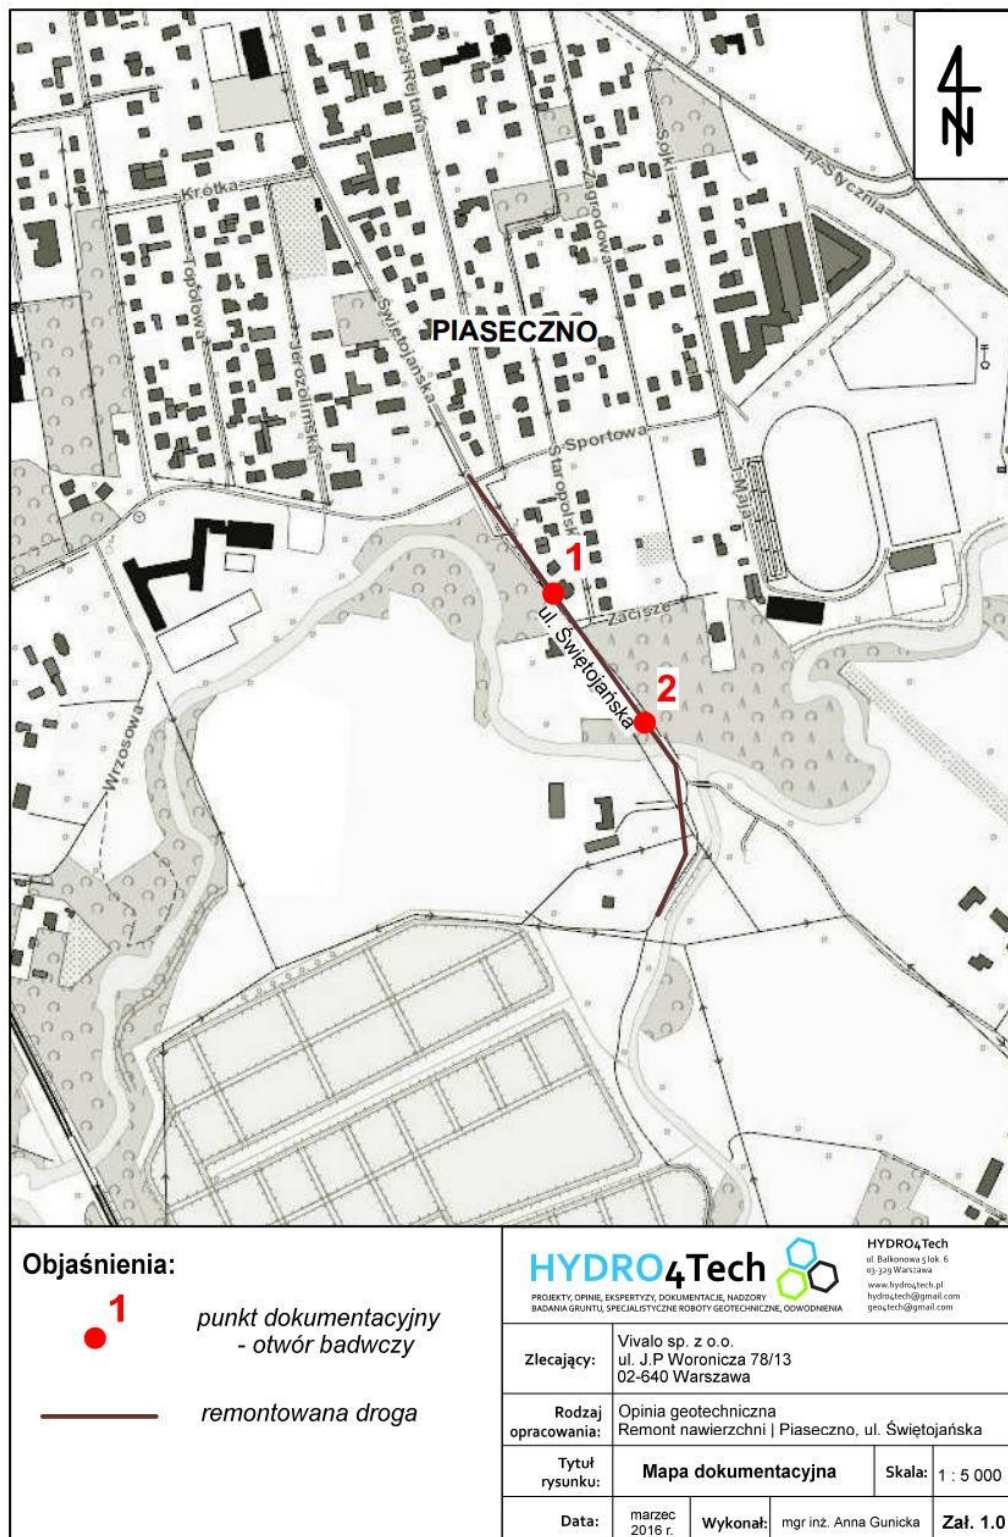 N
Tadeusza Rejtana
Sójki
Zagrodowa
17 Stycznia
Krótka
Topolowa
Jerozolimska
Świętojańska
PIASECZNO
Sportowa
Staropolska
1 Maja
1
Zacisze
ul. Świętojańska
2
Wrzosowa
Objaśnienia:
1
punkt dokumentacyjny
- otwór badwczy
remontowana droga
HYDRO4Tech
PROJEKTY, OPINIE, EKSPERTYZY, DOKUMENTACJE, NADZORY
BADANIA GRUNTU, SPECJALISTYCZNE ROBOTY GEOTECHNICZNE, ODWODNIENIA
HYDRO4Tech
ul. Balkonowa 5 lok. 6
03-329 Warszawa
www.hydro4tech.pl
hydro4tech@gmail.com
geo4tech@gmail.com
Zlecający:
Vivalo sp. z o.o.
ul. J.P Woronicza 78/13
02-640 Warszawa
Rodzaj
opracowania:
Opinia geotechniczna
Remont nawierzchni | Piaseczno, ul. Świętojańska
Tytuł
rysunku:
Mapa dokumentacyjna
Skala:
1 : 5 000
Data:
marzec
2016 r.
Wykonał:
mgr inż. Anna Gunicka
Zał. 1.0